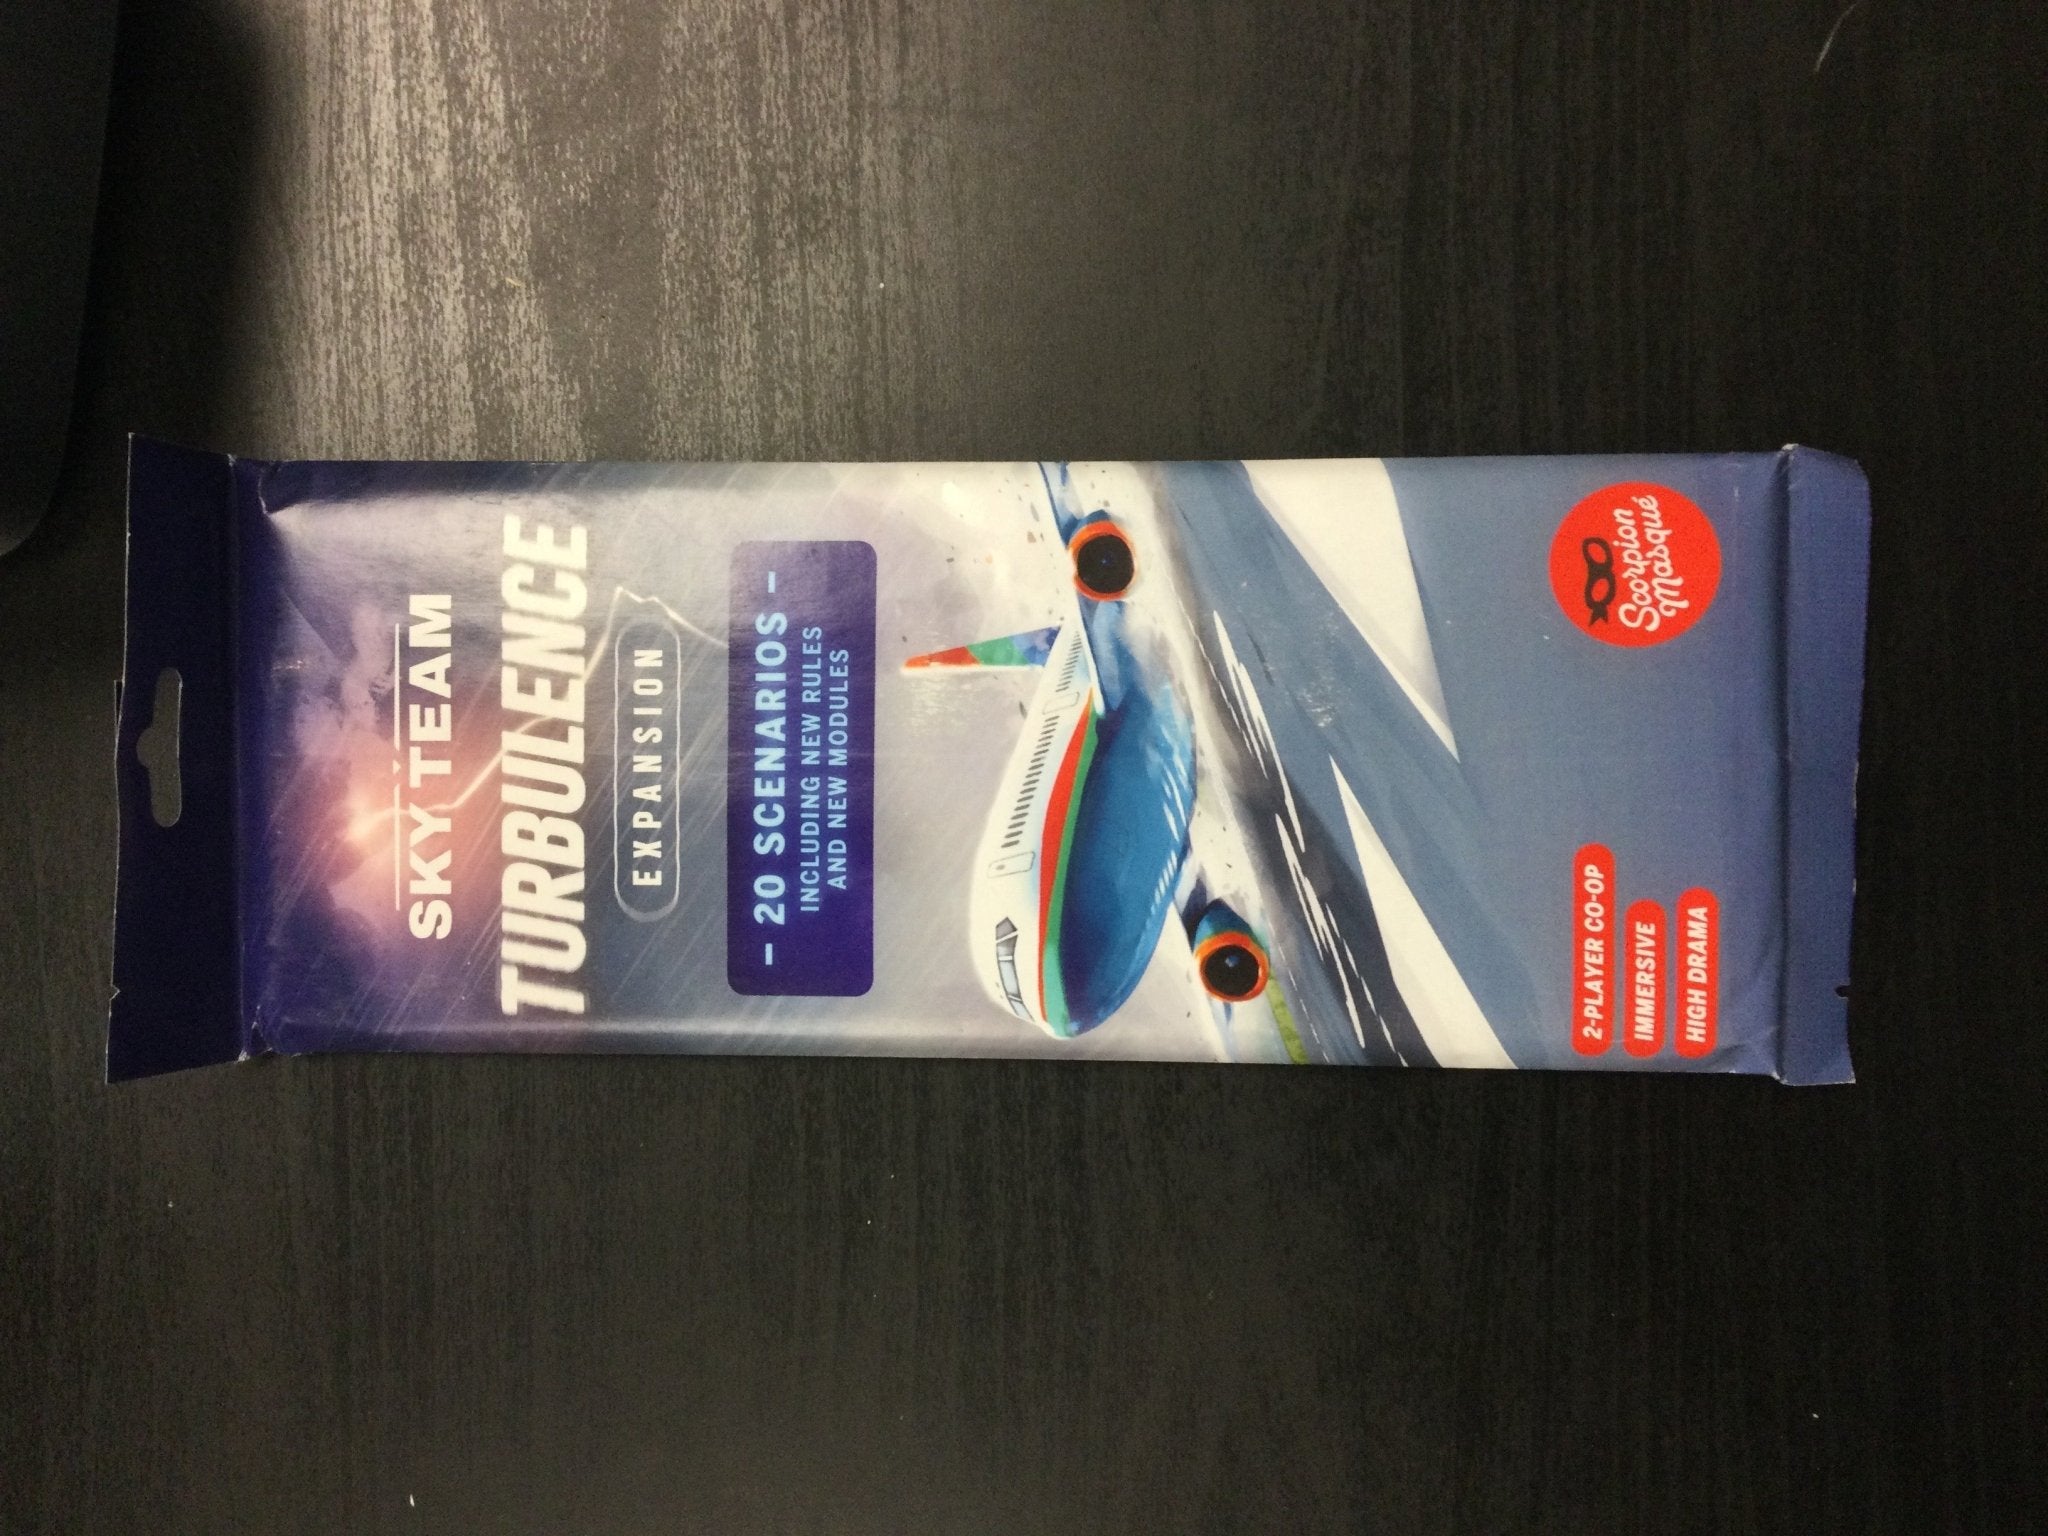 SKY TEAM
TURBULENCE
EXPANSION
– 20 SCENARIOS –
INCLUDING NEW RULES
AND NEW MODULES
2-PLAYER CO-OP
IMMERSIVE
HIGH DRAMA
Scorpion
Masqué